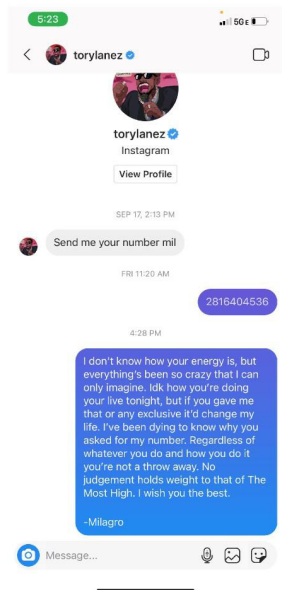 5:23
5GE
torylanez
torylanez
Instagram
View Profile
SEP 17, 2:13 PM
Send me your number mil
FRI 11:20 AM
2816404536
4:28 PM
I don't know how your energy is, but
everything's been so crazy that I can
only imagine. Idk how you're doing
your live tonight, but if you gave me
that or any exclusive it'd change my
life. I've been dying to know why you
asked for my number. Regardless of
whatever you do and how you do it
you're not a throw away. No
judgement holds weight to that of The
Most High. I wish you the best.
-Milagro
Message...